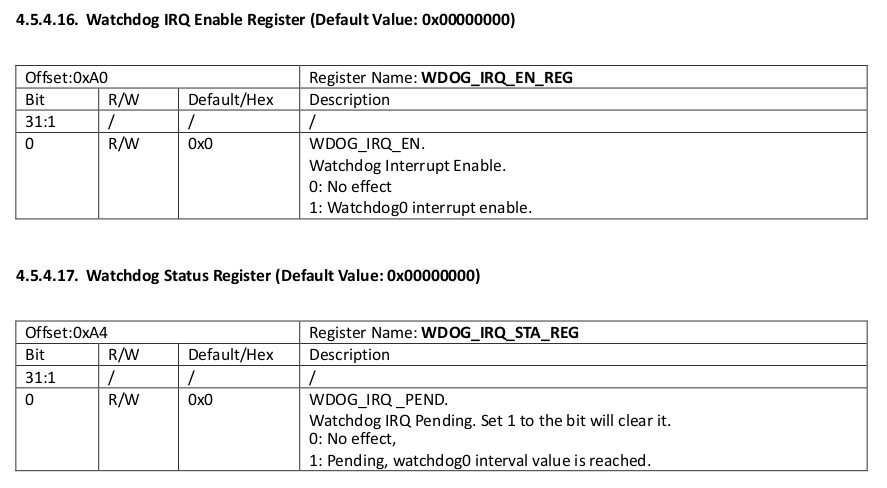 4.5.4.16. Watchdog IRQ Enable Register (Default Value: 0x00000000)
Offset:0xA0 Register Name: WDOG_IRQ_EN_REG
Bit R/W Default/Hex Description
31:1 / / /
0 R/W 0x0 WDOG_IRQ_EN.
Watchdog Interrupt Enable.
0: No effect
1: Watchdog0 interrupt enable.
4.5.4.17. Watchdog Status Register (Default Value: 0x00000000)
Offset:0xA4 Register Name: WDOG_IRQ_STA_REG
Bit R/W Default/Hex Description
31:1 / / /
0 R/W 0x0 WDOG_IRQ _PEND.
Watchdog IRQ Pending. Set 1 to the bit will clear it.
0: No effect,
1: Pending, watchdog0 interval value is reached.